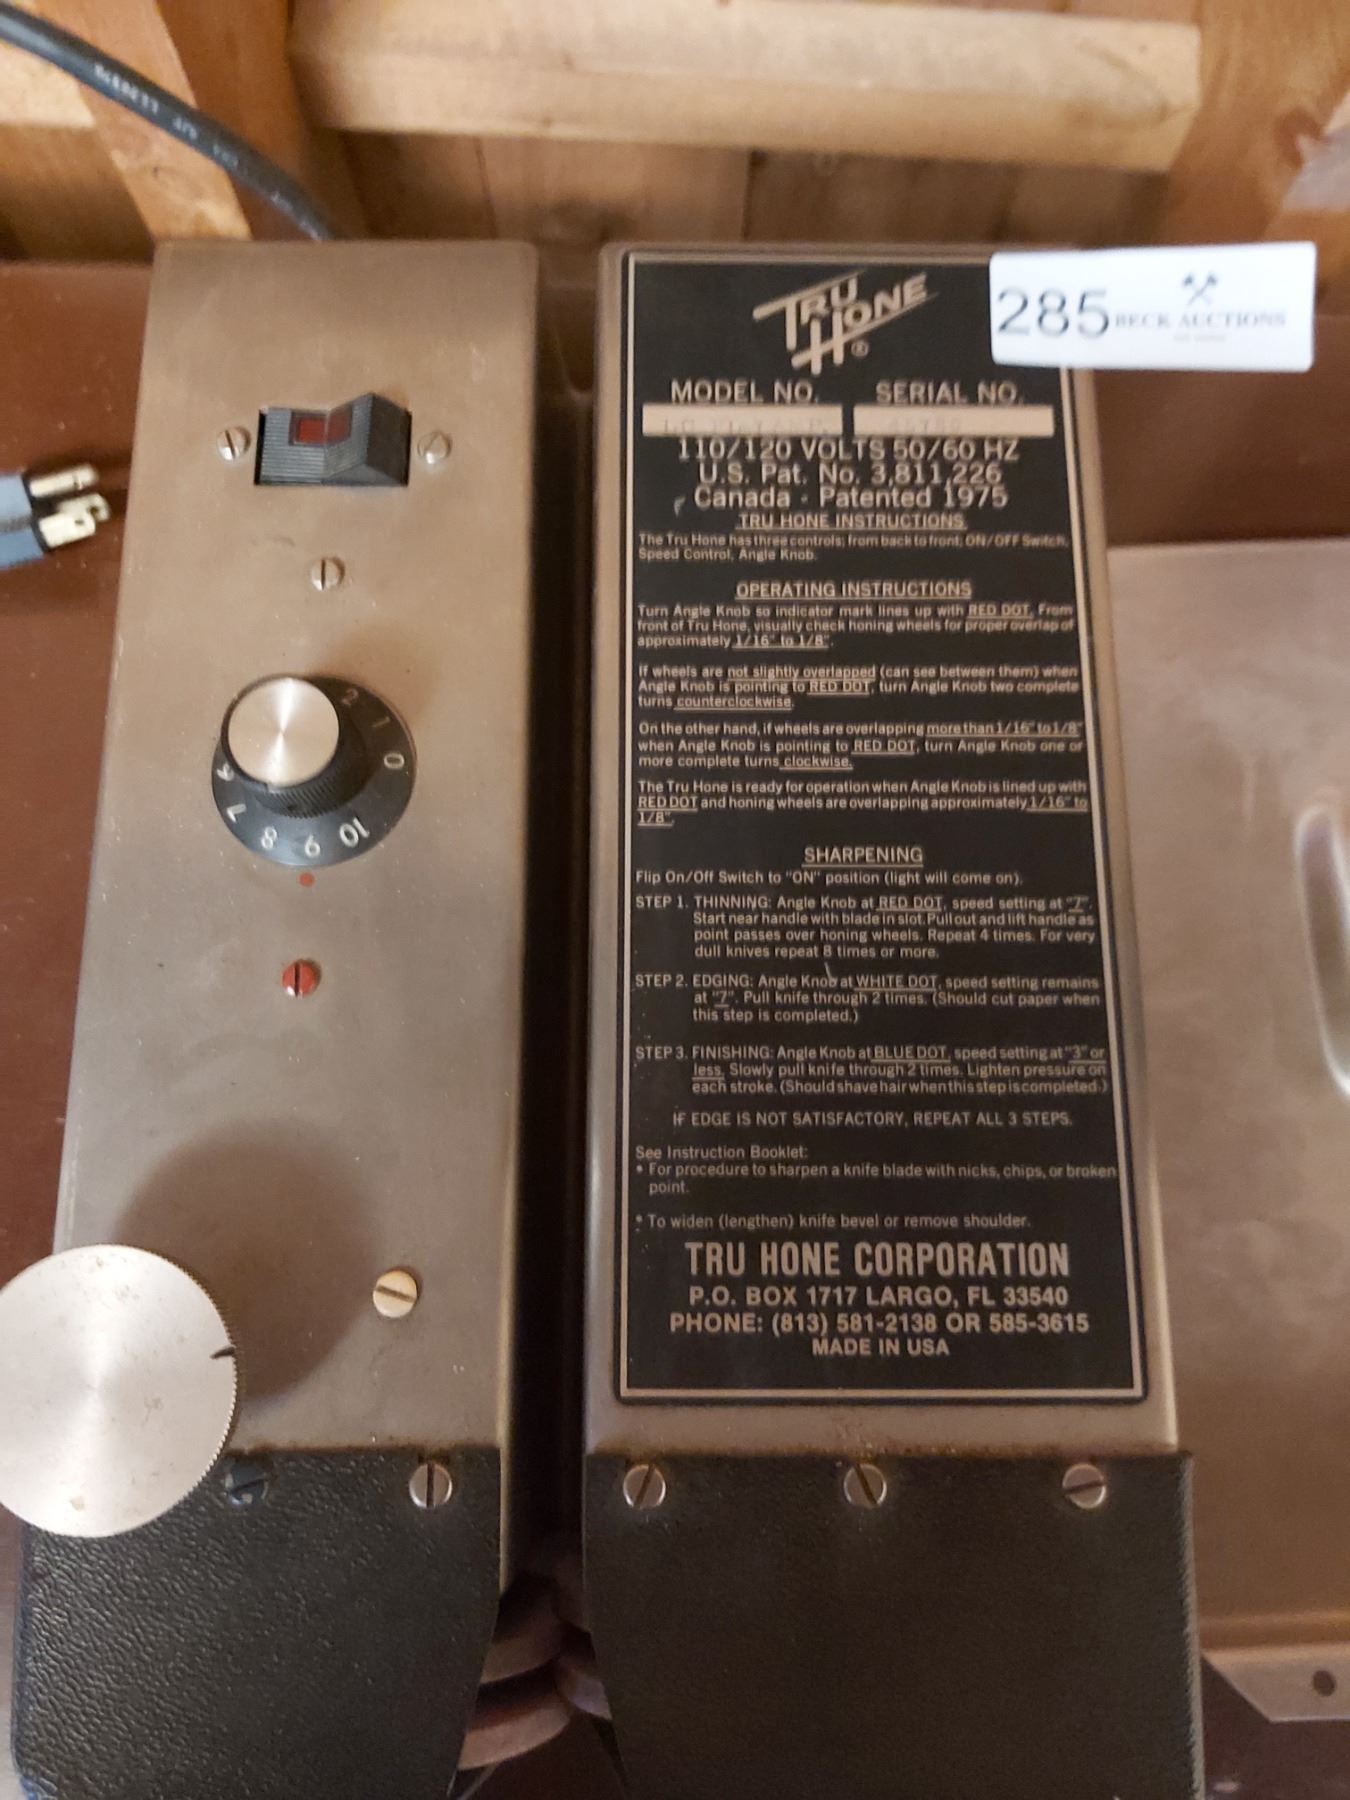 TRU
HONE
®
285 BECK AUCTIONS
MODEL NO. SERIAL NO.
110/120 VOLTS 50/60 HZ
U.S. Pat. No. 3,811,226
Canada - Patented 1975
TRU HONE INSTRUCTIONS
The Tru Hone has three controls; from back to front; ON/OFF Switch,
Speed Control, Angle Knob.
OPERATING INSTRUCTIONS
Turn Angle Knob so indicator mark lines up with RED DOT. From
front of Tru Hone, visually check honing wheels for proper overlap of
approximately 1/16" to 1/8".
If wheels are not slightly overlapped (can see between them) when
Angle Knob is pointing to RED DOT, turn Angle Knob two complete
turns counterclockwise.
On the other hand, if wheels are overlapping more than 1/16" to 1/8"
when Angle Knob is pointing to RED DOT, turn Angle Knob one or
more complete turns clockwise.
The Tru Hone is ready for operation when Angle Knob is lined up with
RED DOT and honing wheels are overlapping approximately 1/16" to
1/8".
SHARPENING
Flip On/Off Switch to "ON" position (light will come on).
STEP 1. THINNING: Angle Knob at RED DOT, speed setting at "7".
Start near handle with blade in slot. Pull out and lift handle as
point passes over honing wheels. Repeat 4 times. For very
dull knives repeat 8 times or more.
STEP 2. EDGING: Angle Knob at WHITE DOT, speed setting remains
at "7". Pull knife through 2 times. (Should cut paper when
this step is completed.)
STEP 3. FINISHING: Angle Knob at BLUE DOT, speed setting at "3" or
less. Slowly pull knife through 2 times. Lighten pressure on
each stroke. (Should shave hair when this step is completed.)
IF EDGE IS NOT SATISFACTORY, REPEAT ALL 3 STEPS.
See Instruction Booklet:
• For procedure to sharpen a knife blade with nicks, chips, or broken
point.
• To widen (lengthen) knife bevel or remove shoulder.
TRU HONE CORPORATION
P.O. BOX 1717 LARGO, FL 33540
PHONE: (813) 581-2138 OR 585-3615
MADE IN USA
2
1
0
10
9
8
7